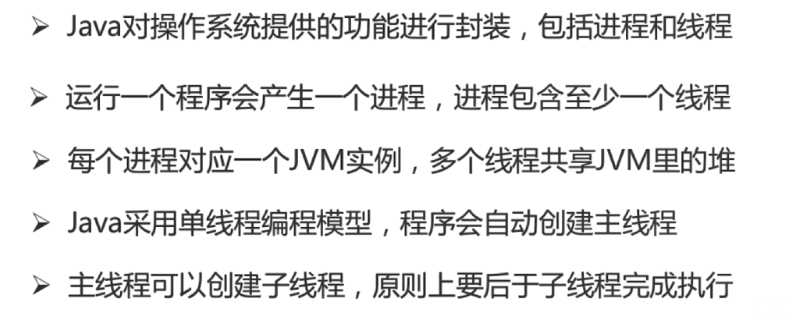 ➢ Java对操作系统提供的功能进行封装，包括进程和线程
➢ 运行一个程序会产生一个进程，进程包含至少一个线程
➢ 每个进程对应一个JVM实例，多个线程共享JVM里的堆
➢ Java采用单线程编程模型，程序会自动创建主线程
➢ 主线程可以创建子线程，原则上要后于子线程完成执行